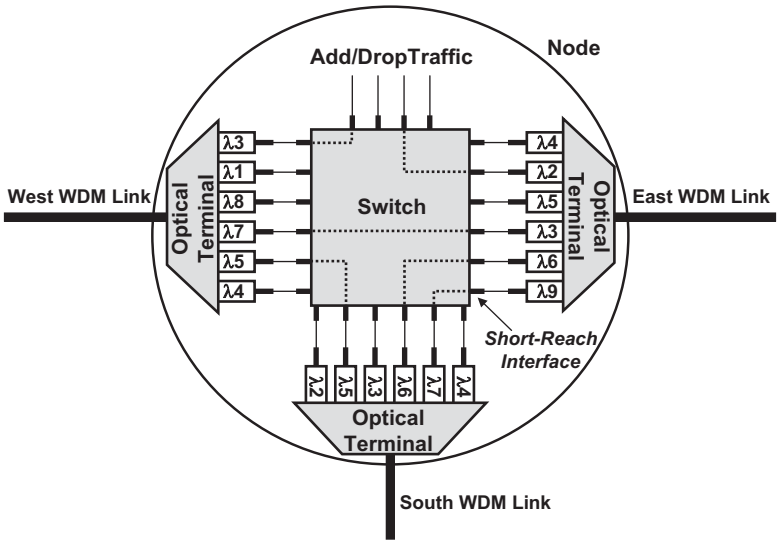 Node
Add/DropTraffic
λ3
λ1
λ8
λ7
λ5
λ4
West WDM Link
Optical
Terminal
Switch
λ4
λ2
λ5
λ3
λ6
λ9
Optical
Terminal
East WDM Link
Short-Reach
Interface
λ2
λ5
λ3
λ6
λ7
λ4
Optical
Terminal
South WDM Link